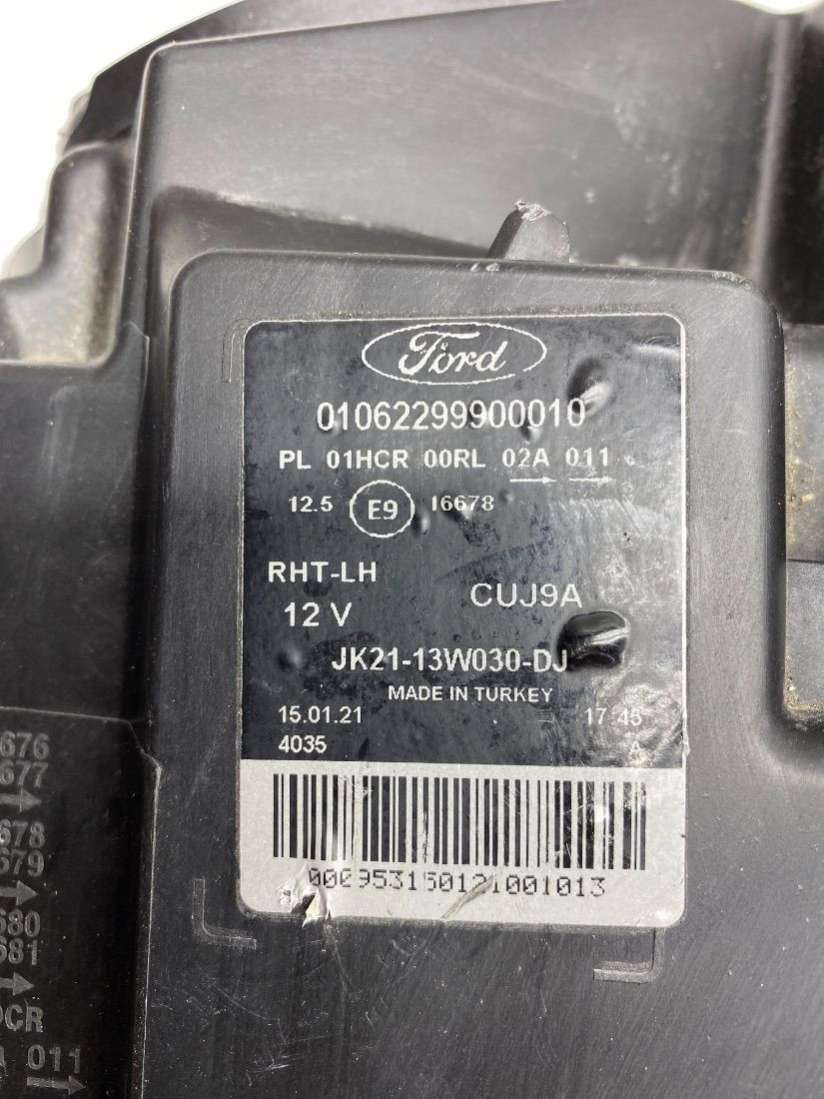 Ford
01062299900010
PL 01HCR 00RL 02A 011
12.5 E9 16678
RHT-LH
CUJ9A
12 V
JK21-13W030-DJ
MADE IN TURKEY
15.01.21 17:45
4035 A
000953150121001013
676
677
678
679
680
681
CR
011